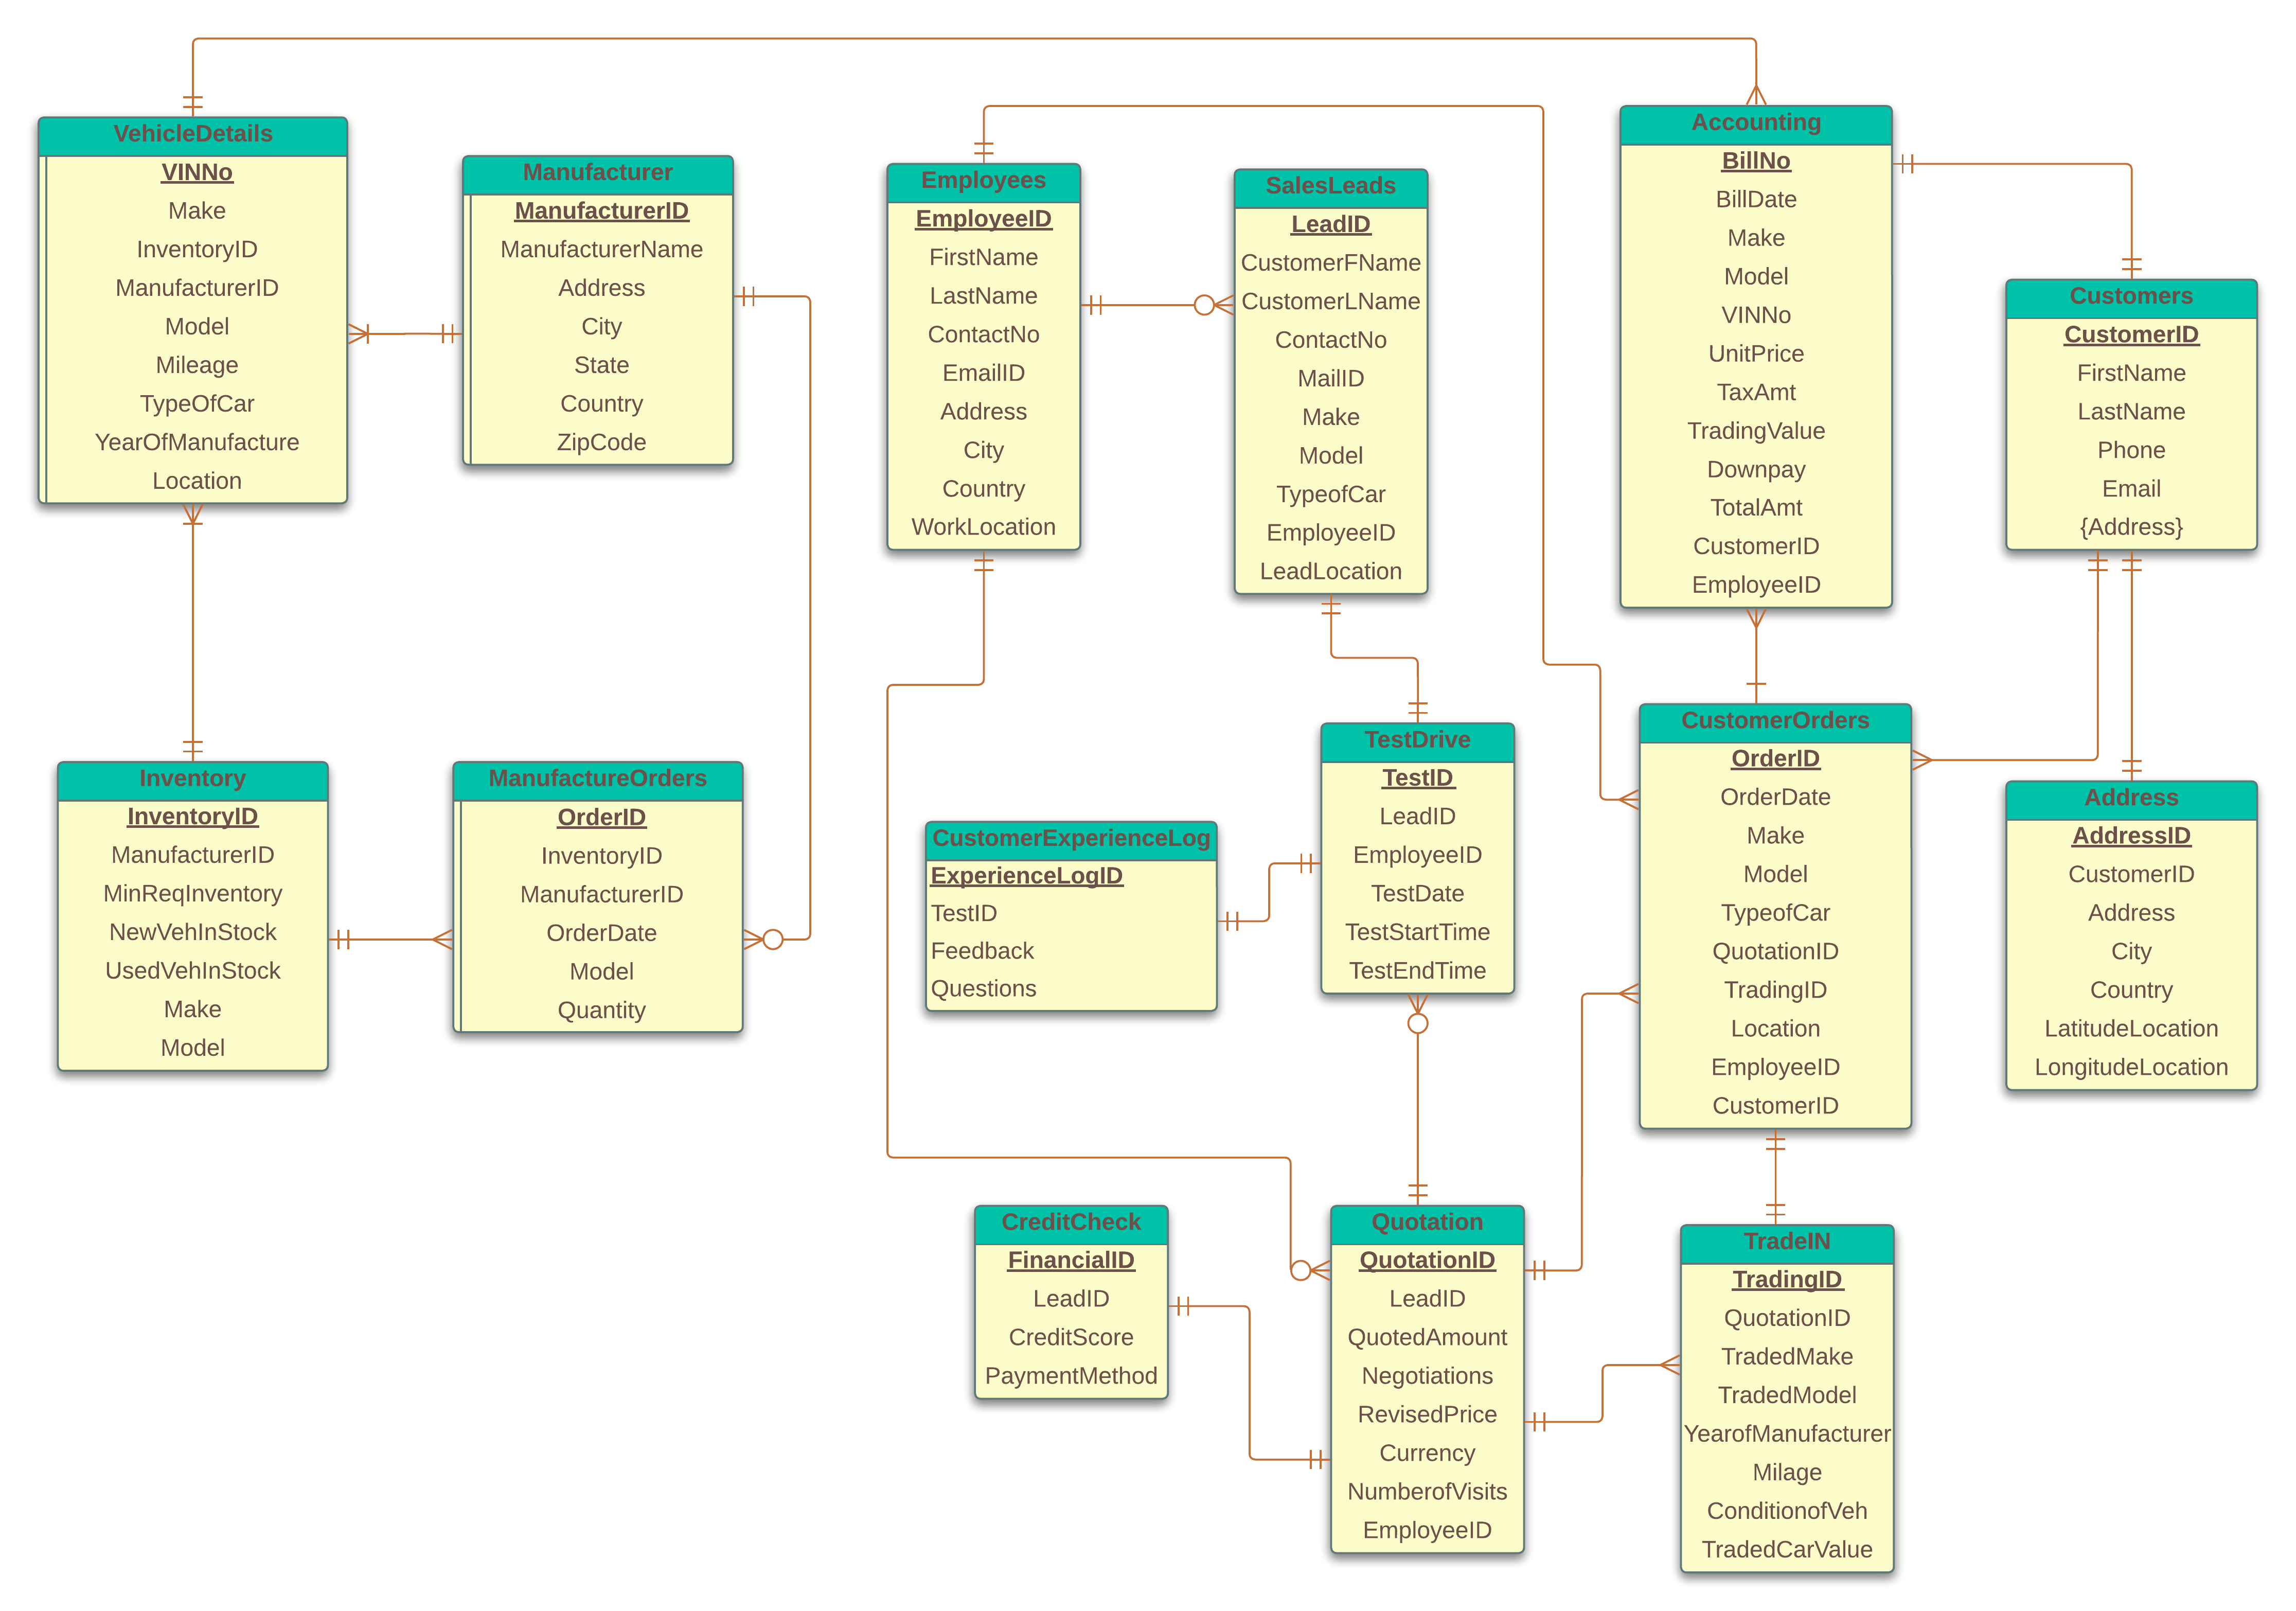 VehicleDetails
VINNo
Make
InventoryID
ManufacturerID
Model
Mileage
TypeOfCar
YearOfManufacture
Location
Manufacturer
ManufacturerID
ManufacturerName
Address
City
State
Country
ZipCode
Employees
EmployeeID
FirstName
LastName
ContactNo
EmailID
Address
City
Country
WorkLocation
SalesLeads
LeadID
CustomerFName
CustomerLName
ContactNo
MailID
Make
Model
TypeofCar
EmployeeID
LeadLocation
Accounting
BillNo
BillDate
Make
Model
VINNo
UnitPrice
TaxAmt
TradingValue
Downpay
TotalAmt
CustomerID
EmployeeID
Customers
CustomerID
FirstName
LastName
Phone
Email
{Address}
Inventory
InventoryID
ManufacturerID
MinReqInventory
NewVehInStock
UsedVehInStock
Make
Model
ManufactureOrders
OrderID
InventoryID
ManufacturerID
OrderDate
Model
Quantity
CustomerExperienceLog
ExperienceLogID
TestID
Feedback
Questions
TestDrive
TestID
LeadID
EmployeeID
TestDate
TestStartTime
TestEndTime
CustomerOrders
OrderID
OrderDate
Make
Model
TypeofCar
QuotationID
TradingID
Location
EmployeeID
CustomerID
Address
AddressID
CustomerID
Address
City
Country
LatitudeLocation
LongitudeLocation
CreditCheck
FinancialID
LeadID
CreditScore
PaymentMethod
Quotation
QuotationID
LeadID
QuotedAmount
Negotiations
RevisedPrice
Currency
NumberofVisits
EmployeeID
TradeIN
TradingID
QuotationID
TradedMake
TradedModel
YearofManufacturer
Milage
ConditionofVeh
TradedCarValue